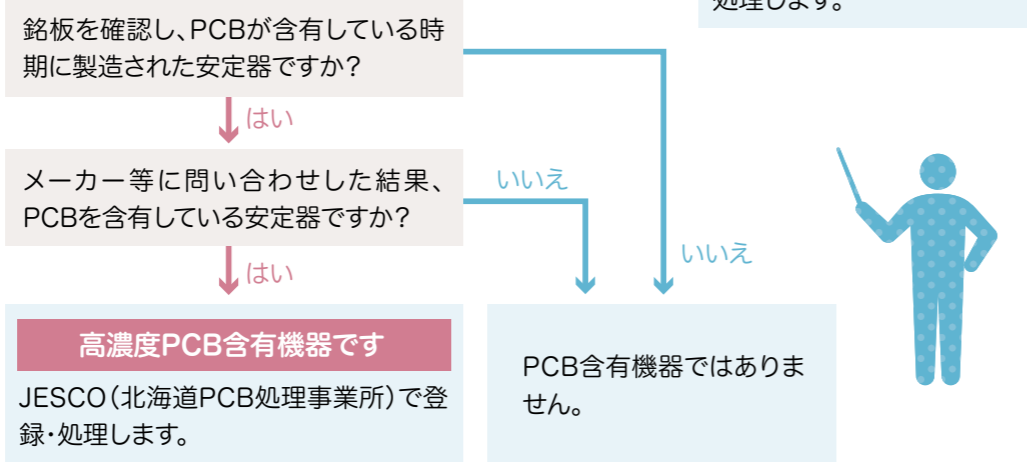 処理します。
銘板を確認し、PCBが含有している時
期に製造された安定器ですか?
はい
メーカー等に問い合わせした結果、
PCBを含有している安定器ですか?
いいえ
いいえ
はい
高濃度PCB含有機器です
JESCO(北海道PCB処理事業所)で登
録・処理します。
PCB含有機器ではありま
せん。